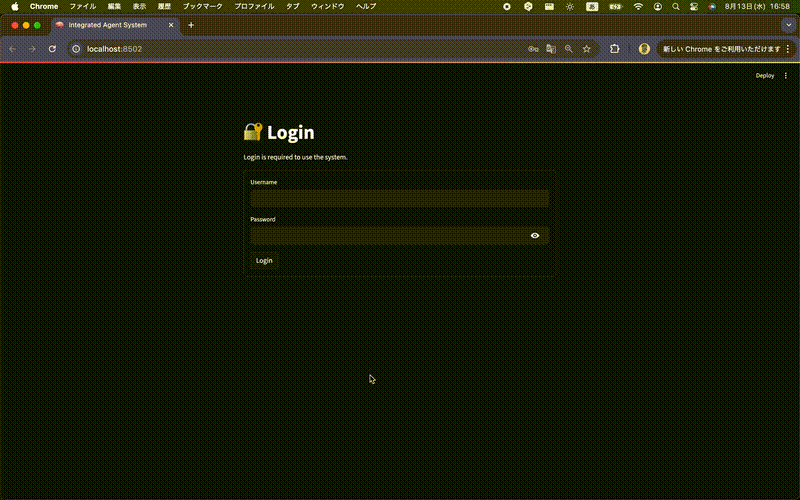 Chrome ファイル 編集 表示 履歴 ブックマーク プロファイル タブ ウィンドウ ヘルプ あ 8月13日(水) 16:58
Integrated Agent System
localhost:8502 新しい Chrome をご利用いただけます
Deploy
Login
Login is required to use the system.
Username
Password
Login